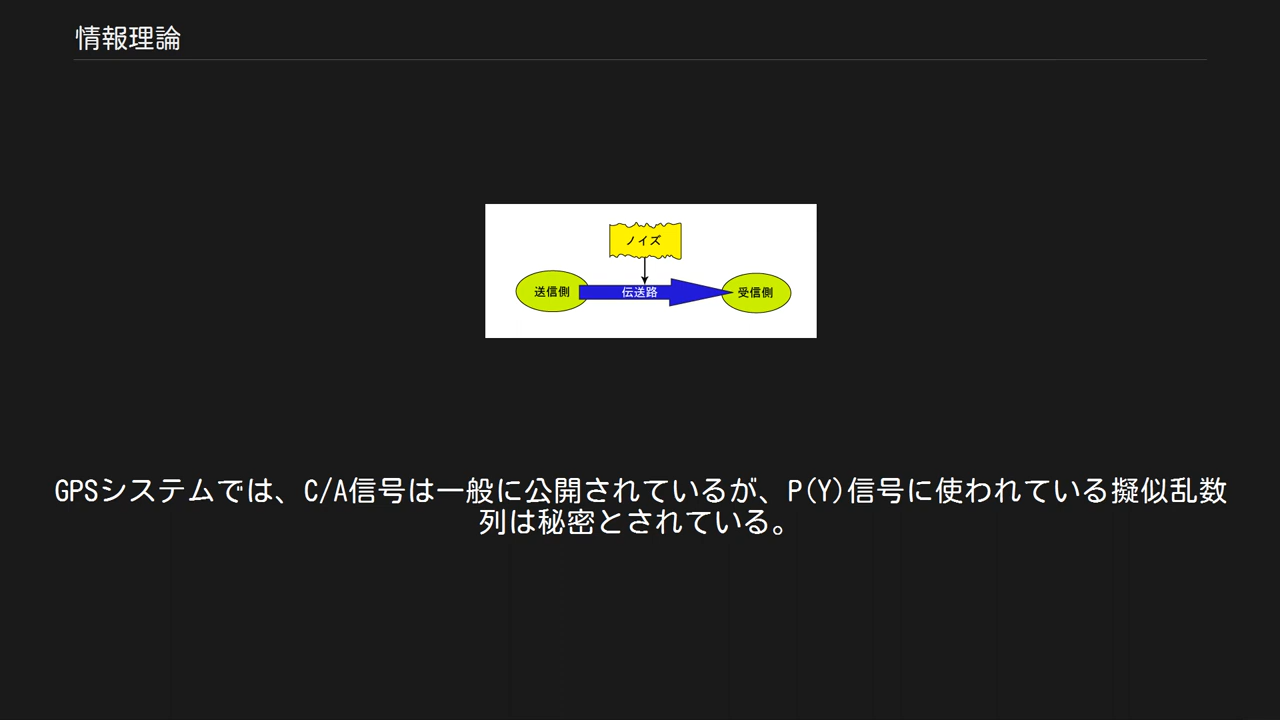 情報理論
ノイズ
送信側
伝送路
受信側
GPSシステムでは、C/A信号は一般に公開されているが、P(Y)信号に使われている擬似乱数
列は秘密とされている。